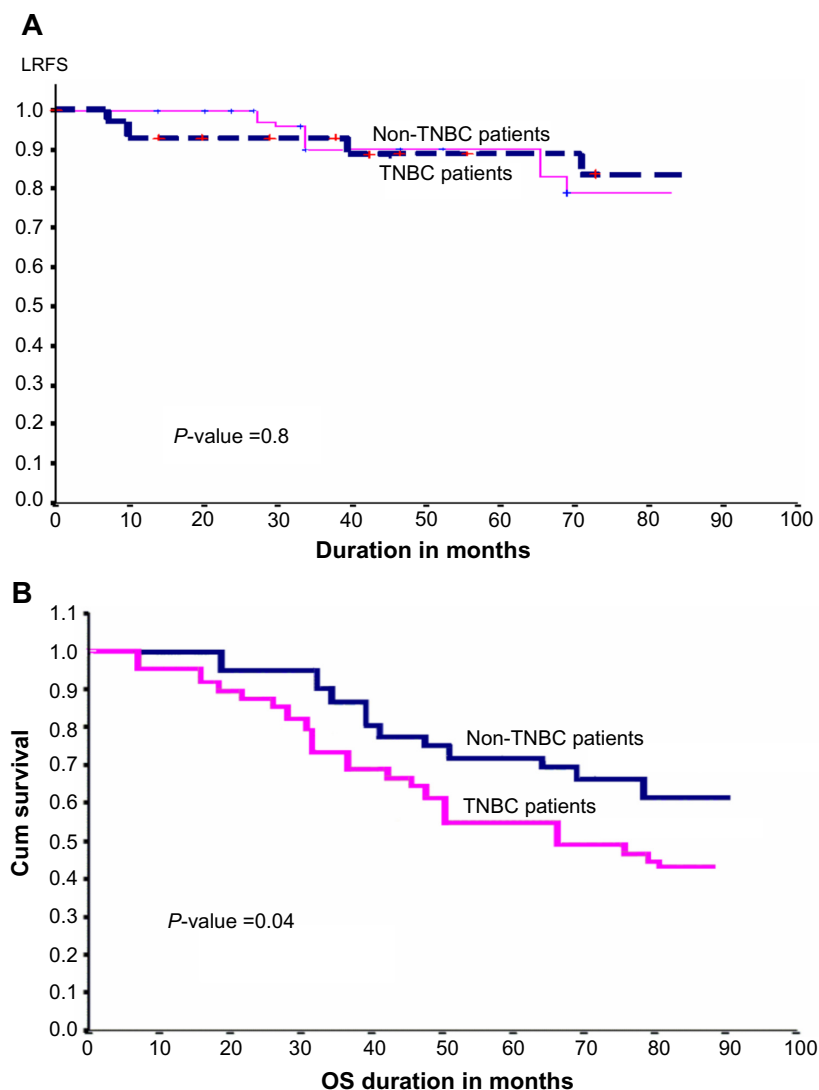 A
LRFS
1.0
0.9
0.8
0.7
0.6
0.5
0.4
0.3
0.2
0.1
0.0
Non-TNBC patients
TNBC patients
P-value =0.8
0 10 20 30 40 50 60 70 80 90 100
Duration in months
B
1.1
1.0
0.9
0.8
0.7
0.6
0.5
0.4
0.3
0.2
0.1
0.0
Cum survival
Non-TNBC patients
TNBC patients
P-value =0.04
0 10 20 30 40 50 60 70 80 90 100
OS duration in months